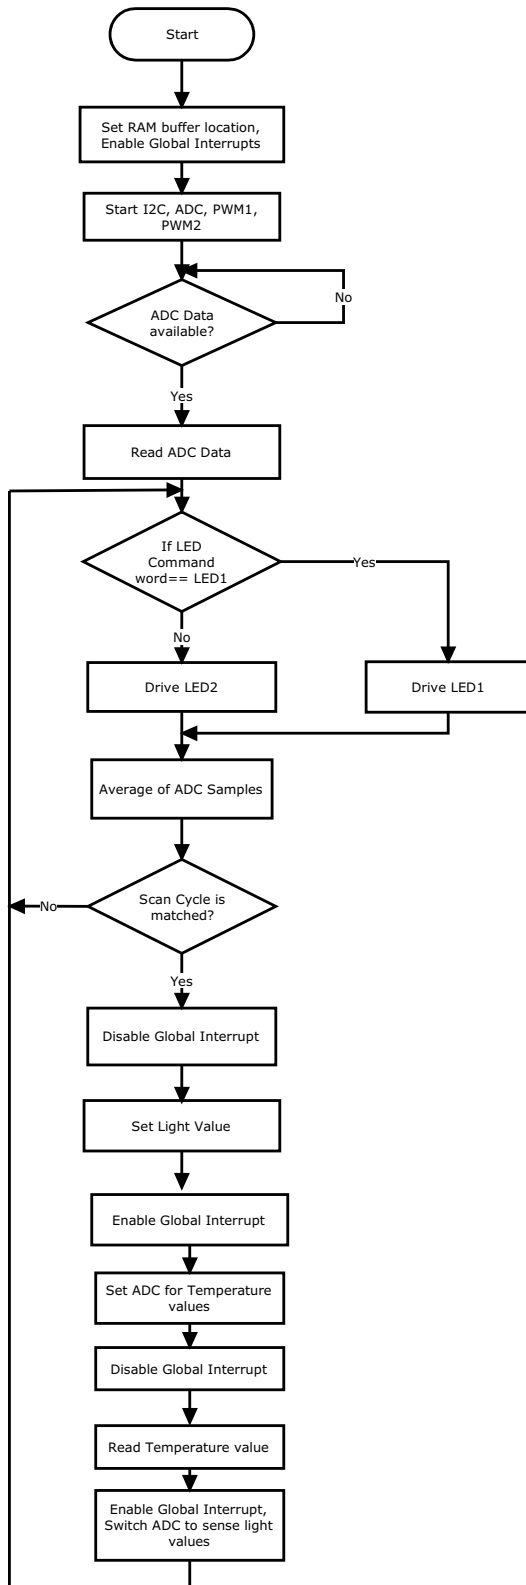 Start
Set RAM buffer location,
Enable Global Interrupts
Start I2C, ADC, PWM1,
PWM2
No
ADC Data
available?
Yes
Read ADC Data
If LED
Command
word== LED1
Yes
No
Drive LED2
Drive LED1
Average of ADC Samples
Scan Cycle is
matched?
No
Yes
Disable Global Interrupt
Set Light Value
Enable Global Interrupt
Set ADC for Temperature
values
Disable Global Interrupt
Read Temperature value
Enable Global Interrupt,
Switch ADC to sense light
values